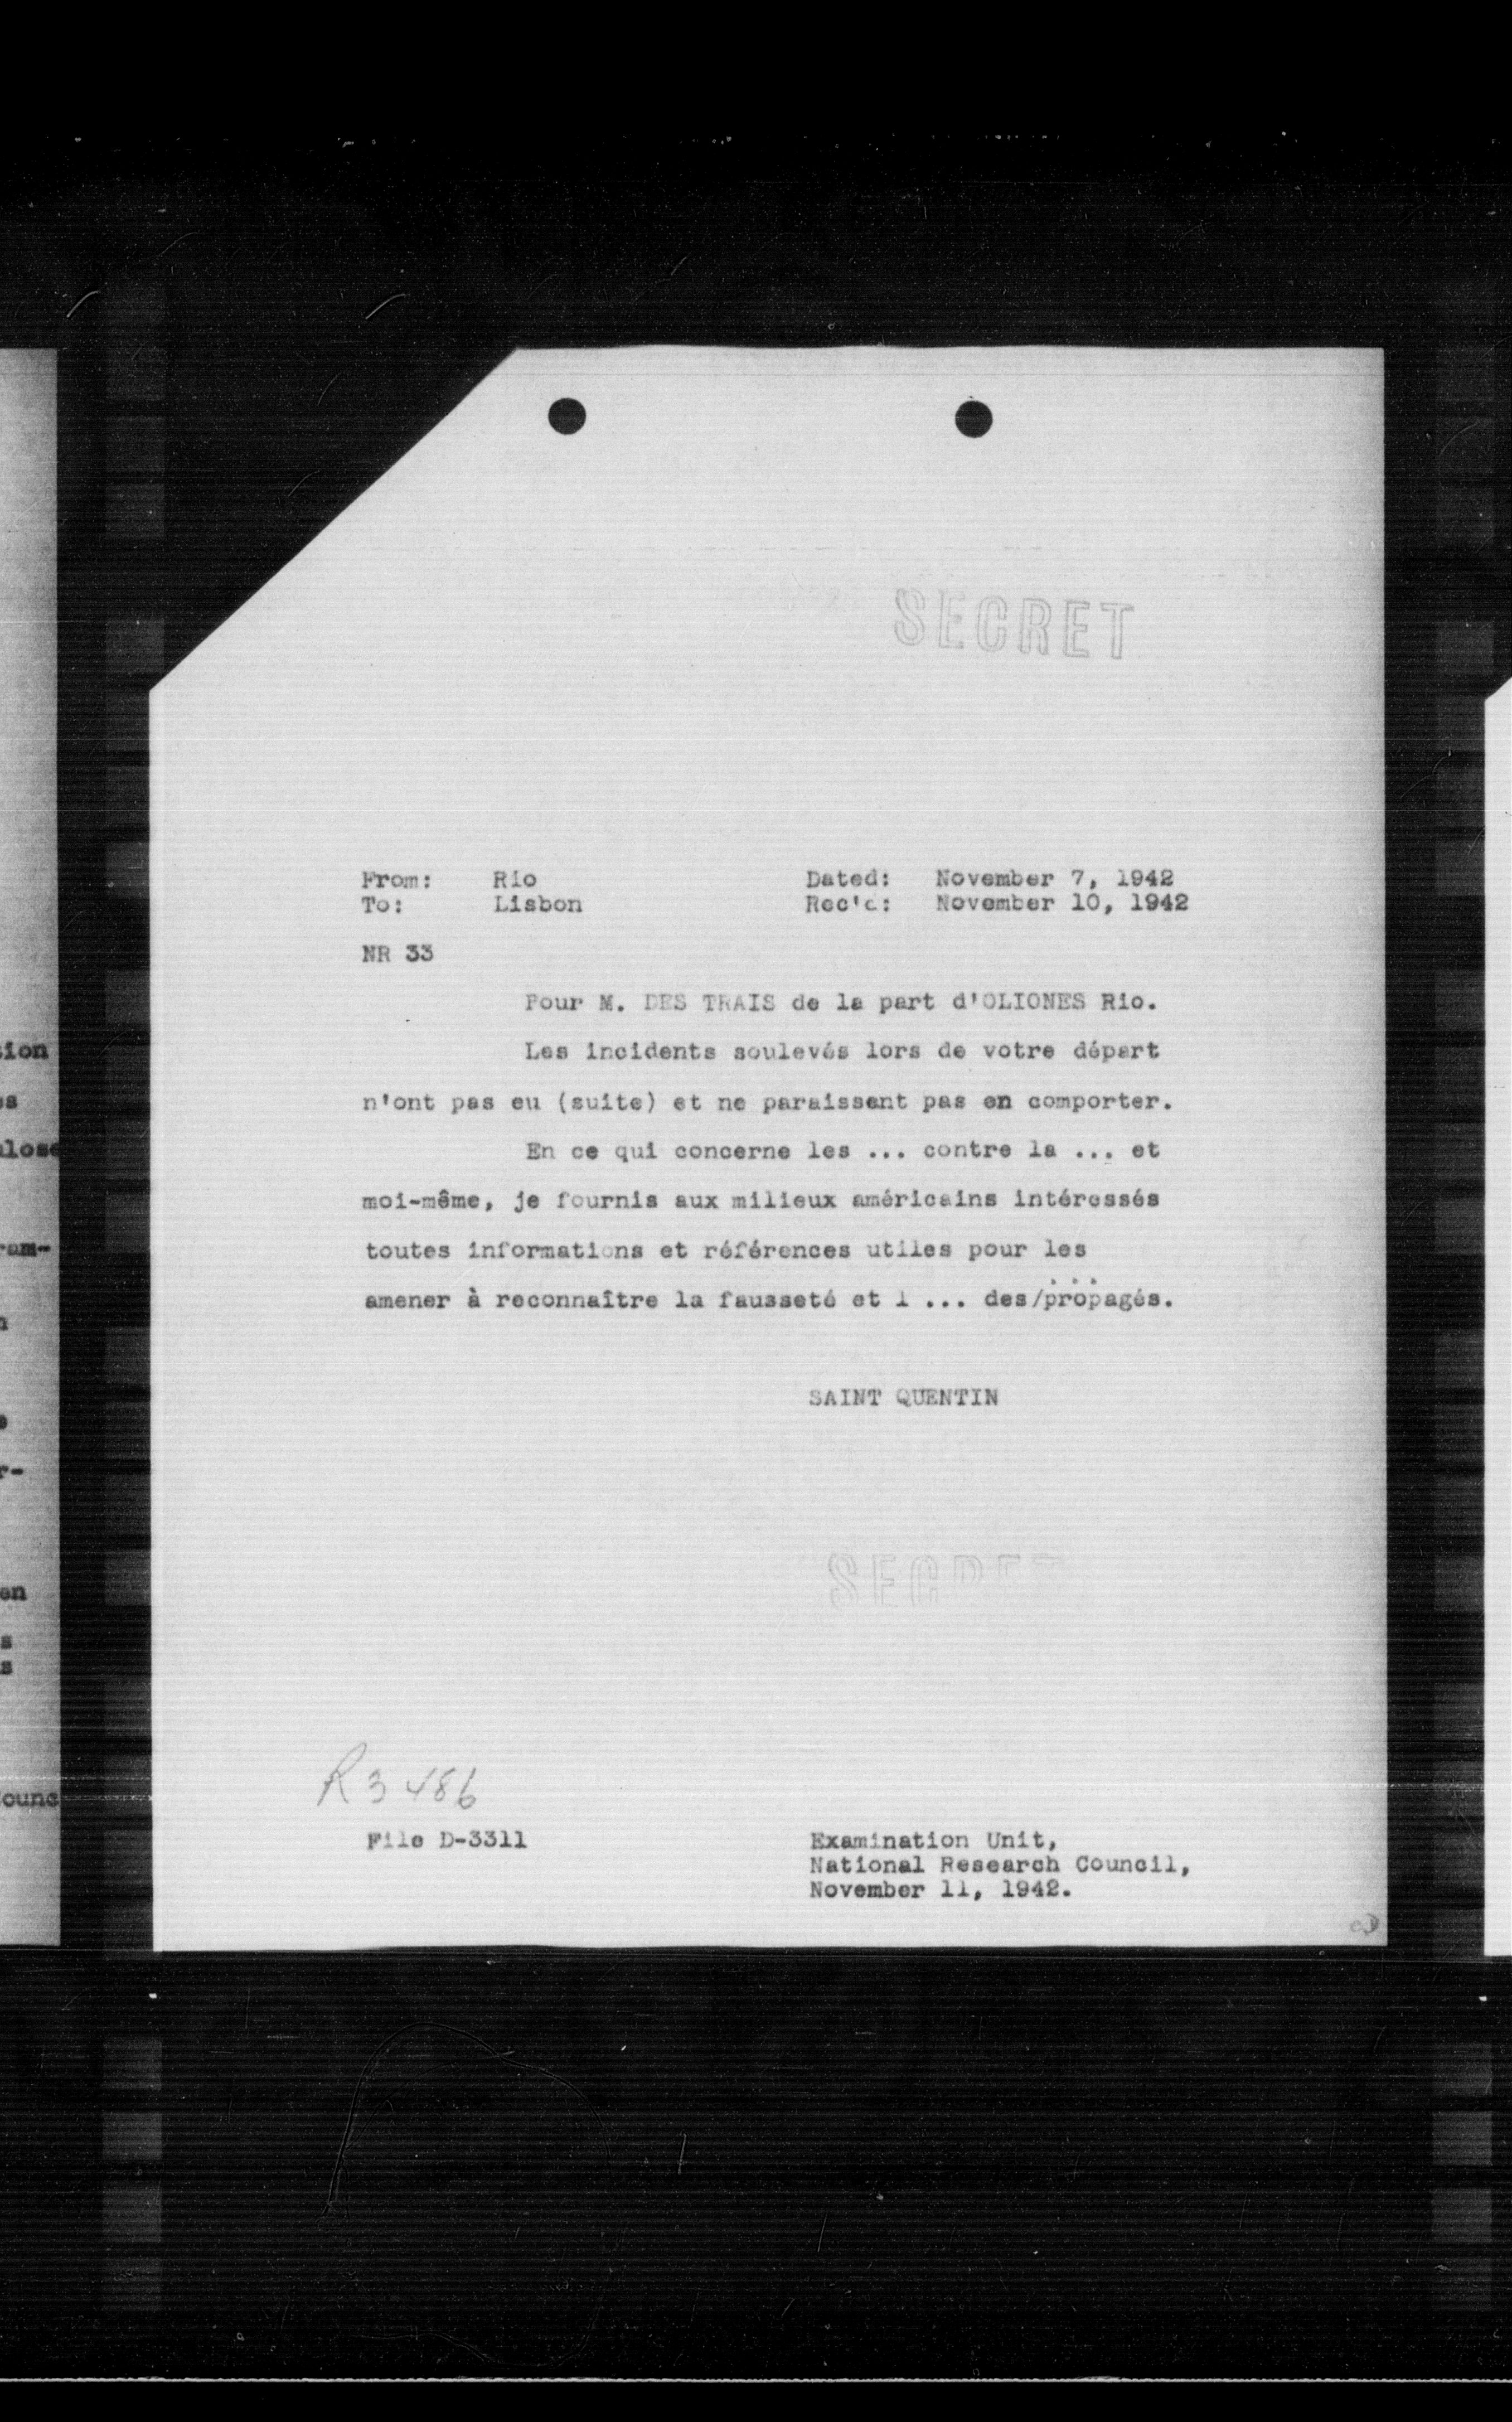 SECRET
From: Rio Dated: November 7, 1942
To: Lisbon Rec'd: November 10, 1942
NR 33
Pour M. DES TRAIS de la part d'OLIONES Rio.
Les incidents soulevés lors de votre départ
n'ont pas eu (suite) et ne paraissent pas en comporter.
En ce qui concerne les ... contre la ... et
moi-même, je fournis aux milieux américains intéressés
toutes informations et références utiles pour les
amener à reconnaître la fausseté et l ... des/propagés.
...
SAINT QUENTIN
SECRET
R3486
File D-3311
Examination Unit,
National Research Council,
November 11, 1942.